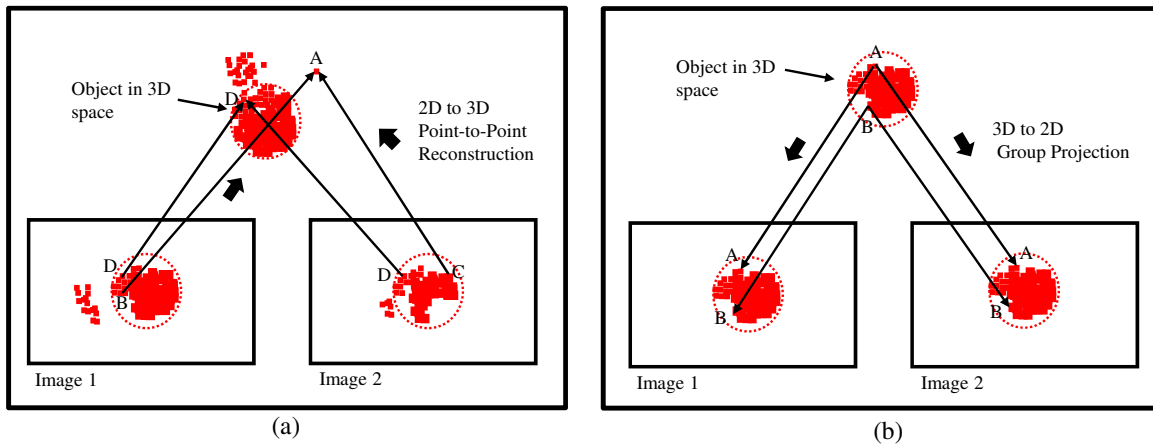 A
Object in 3D
space
D
2D to 3D
Point-to-Point
Reconstruction
D
B
D
C
Image 1
Image 2
(a)
A
Object in 3D
space
B
3D to 2D
Group Projection
A
B
A
B
Image 1
Image 2
(b)